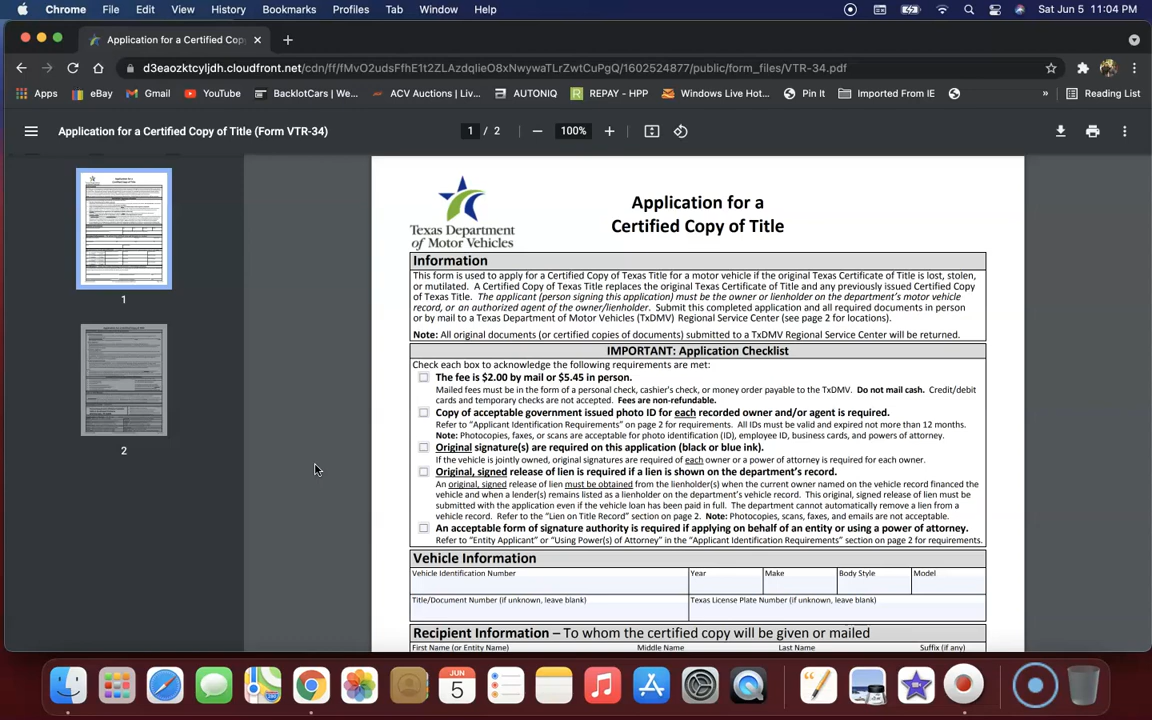 Chrome File Edit View History Bookmarks Profiles Tab Window Help Sat Jun 5 11:04 PM
Application for a Certified Cop
d3eaozktcyljdh.cloudfront.net/cdn/ff/fMvO2udsFfhE1t2ZLAzdqlieO8xNwywaTLrZwtCuPgQ/1602524877/public/form_files/VTR-34.pdf
Apps eBay Gmail YouTube BacklotCars | We... ACV Auctions | Liv... AUTONIQ REPAY - HPP Windows Live Hot... Pin It Imported From IE » Reading List
Application for a Certified Copy of Title (Form VTR-34) 1 / 2 100%
1
2
Texas Department
of Motor Vehicles
Application for a
Certified Copy of Title
Information
This form is used to apply for a Certified Copy of Texas Title for a motor vehicle if the original Texas Certificate of Title is lost, stolen,
or mutilated. A Certified Copy of Texas Title replaces the original Texas Certificate of Title and any previously issued Certified Copy
of Texas Title. The applicant (person signing this application) must be the owner or lienholder on the department's motor vehicle
record, or an authorized agent of the owner/lienholder. Submit this completed application and all required documents in person
or by mail to a Texas Department of Motor Vehicles (TxDMV) Regional Service Center (see page 2 for locations).
Note: All original documents (or certified copies of documents) submitted to a TxDMV Regional Service Center will be returned.
IMPORTANT: Application Checklist
Check each box to acknowledge the following requirements are met:
The fee is $2.00 by mail or $5.45 in person.
Mailed fees must be in the form of a personal check, cashier's check, or money order payable to the TxDMV. Do not mail cash. Credit/debit
cards and temporary checks are not accepted. Fees are non-refundable.
Copy of acceptable government issued photo ID for each recorded owner and/or agent is required.
Refer to "Applicant Identification Requirements" on page 2 for requirements. All IDs must be valid and expired not more than 12 months.
Note: Photocopies, faxes, or scans are acceptable for photo identification (ID), employee ID, business cards, and powers of attorney.
Original signature(s) are required on this application (black or blue ink).
If the vehicle is jointly owned, original signatures are required of each owner or a power of attorney is required for each owner.
Original, signed release of lien is required if a lien is shown on the department's record.
An original, signed release of lien must be obtained from the lienholder(s) when the current owner named on the vehicle record financed the
vehicle and when a lender(s) remains listed as a lienholder on the department's vehicle record. This original, signed release of lien must be
submitted with the application even if the vehicle loan has been paid in full. The department cannot automatically remove a lien from a
vehicle record. Refer to the "Lien on Title Record" section on page 2. Note: Photocopies, scans, faxes, and emails are not acceptable.
An acceptable form of signature authority is required if applying on behalf of an entity or using a power of attorney.
Refer to "Entity Applicant" or "Using Power(s) of Attorney" in the "Applicant Identification Requirements" section on page 2 for requirements.
Vehicle Information
Vehicle Identification Number Year Make Body Style Model
Title/Document Number (if unknown, leave blank) Texas License Plate Number (if unknown, leave blank)
Recipient Information – To whom the certified copy will be given or mailed
First Name (or Entity Name) Middle Name Last Name Suffix (if any)
JUN
5